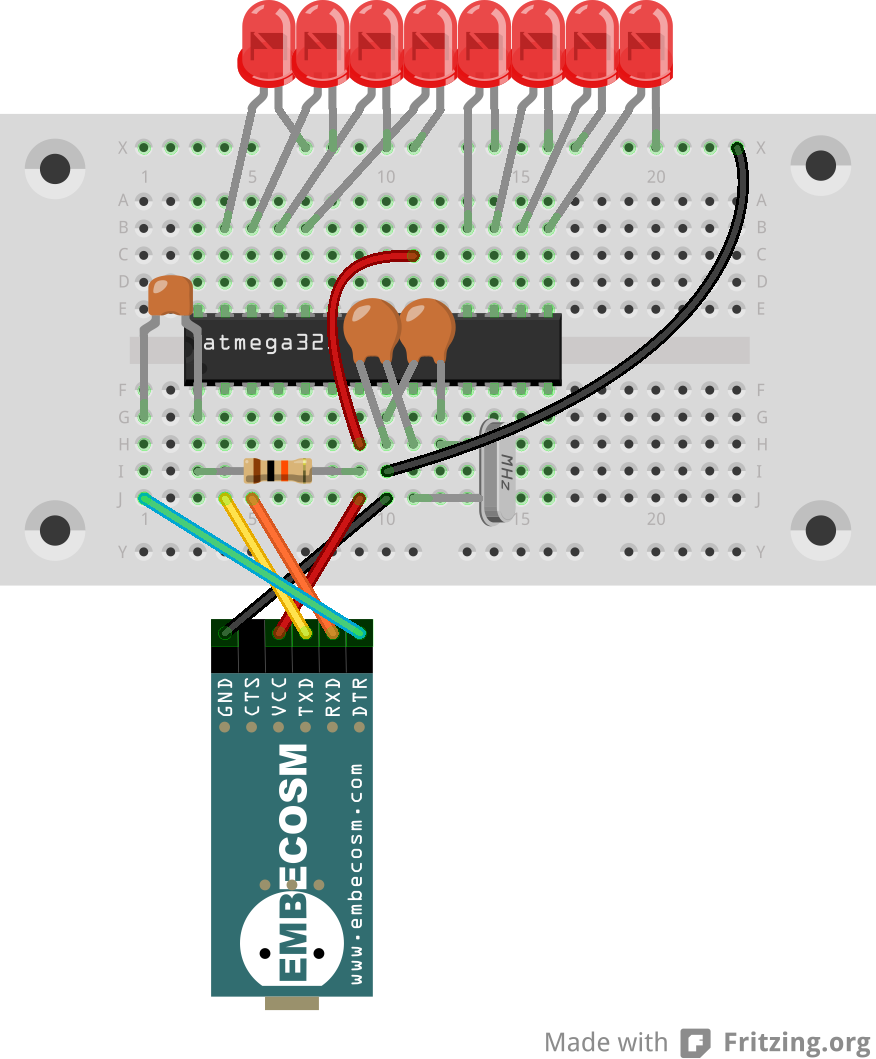 X X
1 5 10 15 20
A A
B B
C C
D D
E E
atmega32
F F
G G
H H
I I
J J
MHz
1 5 10 15 20
Y Y
GND CTS VCC TXD RXD DTR
EMBECOSM
www.embecosm.com
Made with Fritzing.org